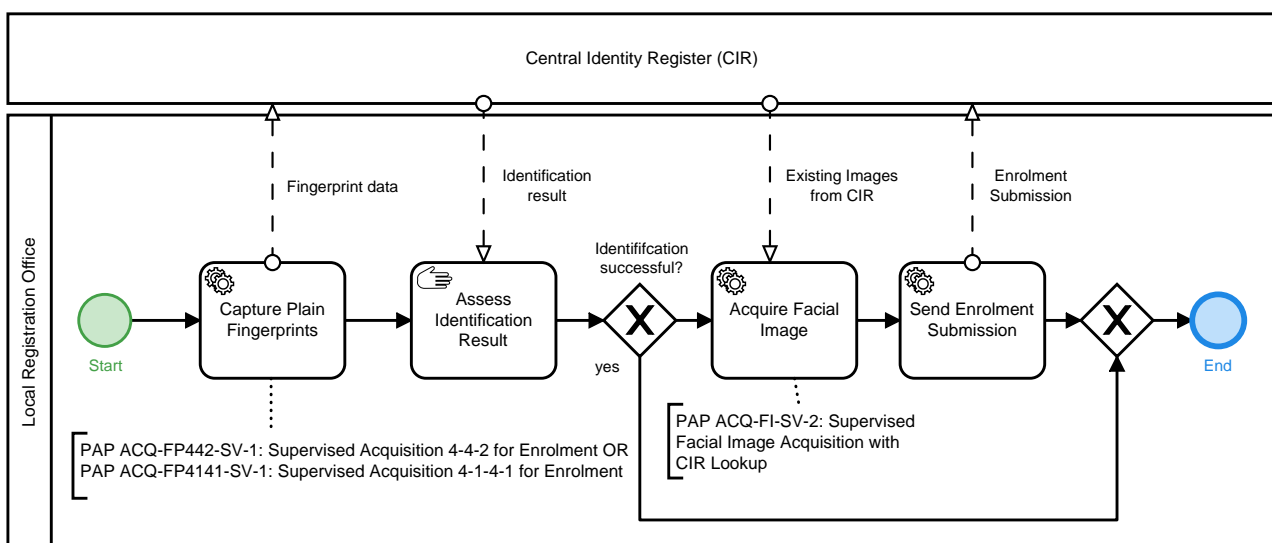 Central Identity Register (CIR)
Local Registration Office
Fingerprint data
Identification
result
Existing Images
from CIR
Enrolment
Submission
Start
Capture Plain
Fingerprints
Assess
Identification
Result
Identififcation
successful?
yes
Acquire Facial
Image
Send Enrolment
Submission
End
PAP ACQ-FP442-SV-1: Supervised Acquisition 4-4-2 for Enrolment OR
PAP ACQ-FP4141-SV-1: Supervised Acquisition 4-1-4-1 for Enrolment
PAP ACQ-FI-SV-2: Supervised
Facial Image Acquisition with
CIR Lookup